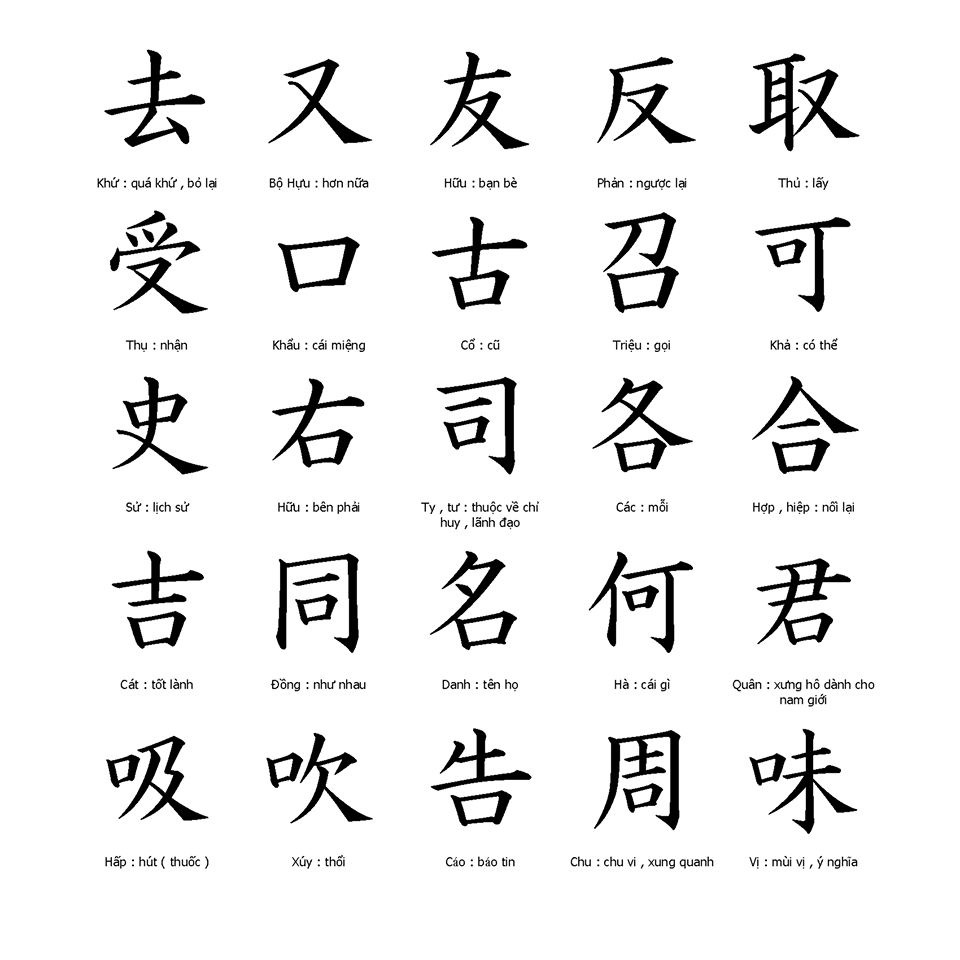 去 又 友 反 取
Khứ : quá khứ , bỏ lại Bộ Hựu : hơn nữa Hữu : bạn bè Phản : ngược lại Thủ : lấy
受 口 古 召 可
Thụ : nhận Khẩu : cái miệng Cổ : cũ Triệu : gọi Khả : có thể
史 右 司 各 合
Sử : lịch sử Hữu : bên phải Ty , tư : thuộc về chỉ Các : mỗi Hợp , hiệp : nối lại
huy , lãnh đạo
吉 同 名 何 君
Cát : tốt lành Đồng : như nhau Danh : tên họ Hà : cái gì Quân : xưng hô dành cho
nam giới
吸 吹 告 周 味
Hấp : hút ( thuốc ) Xúy : thổi Cáo : báo tin Chu : chu vi , xung quanh Vị : mùi vị , ý nghĩa